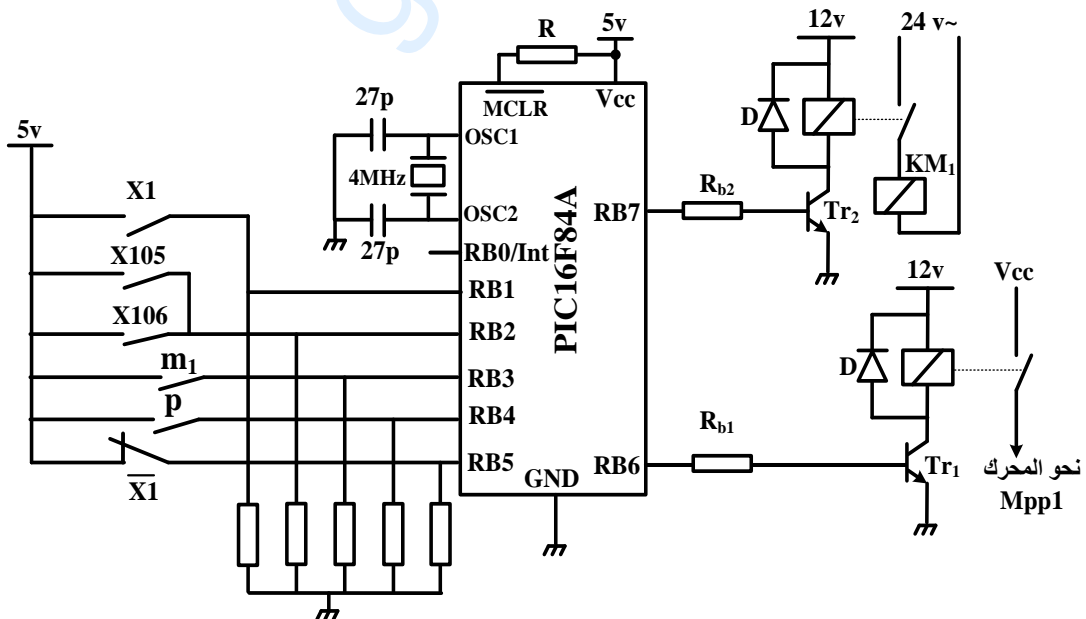 12v
24 v~
5v
R
MCLR
Vcc
27p
OSC1
D
5v
4MHz
KM1
X1
OSC2
PIC16F84A
RB7
Rb2
Tr2
27p
RB0/Int
X105
RB1
12v
Vcc
X106
RB2
m1
RB3
D
p
RB4
Rb1
RB5
RB6
Tr1
نحو المحرك
X1
GND
Mpp1